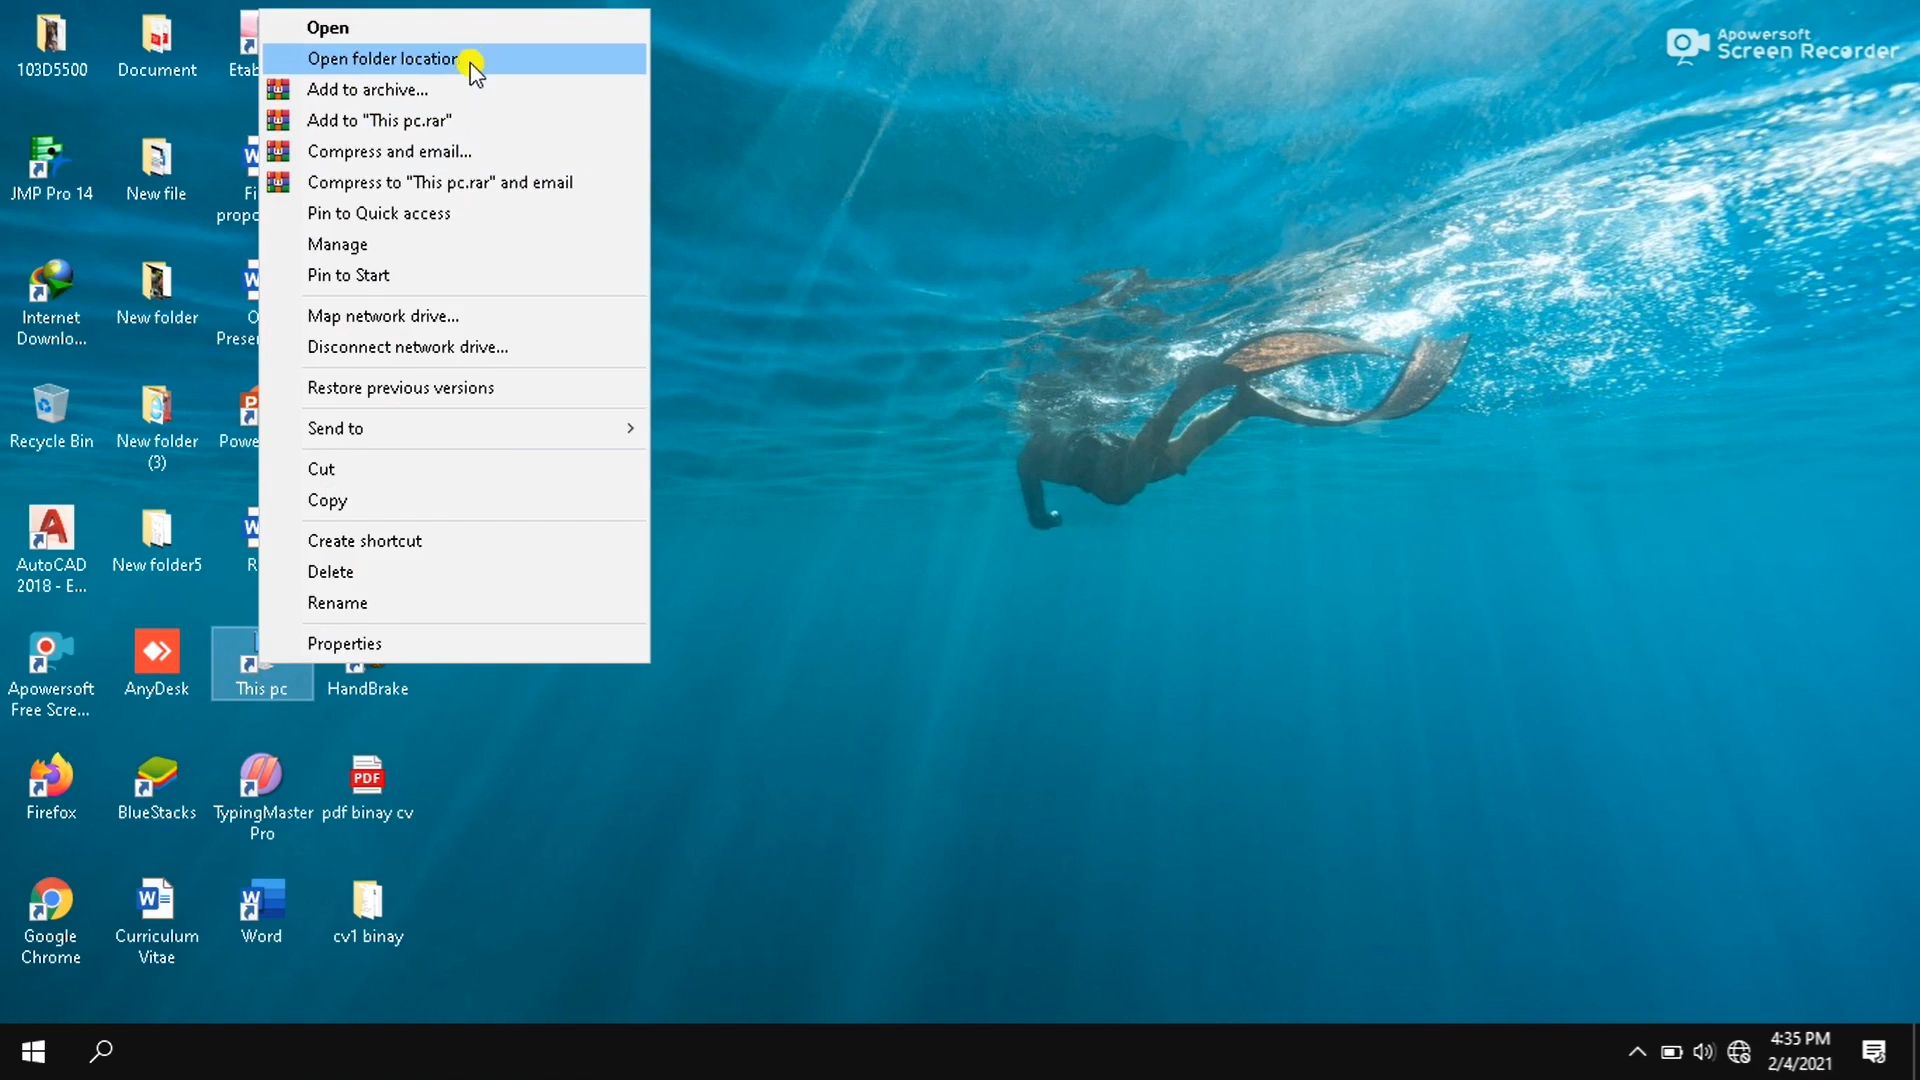 103D5500
Document
Etab
JMP Pro 14
New file
Fi
propo
Internet
Downlo...
New folder
O
Preser
Recycle Bin
New folder
(3)
Powe
AutoCAD
2018 - E...
New folder5
R
Apowersoft
Free Scre...
AnyDesk
This pc
HandBrake
Firefox
BlueStacks
TypingMaster
Pro
PDF
pdf binay cv
Google
Chrome
Curriculum
Vitae
Word
cv1 binay
Open
Open folder location
Add to archive...
Add to "This pc.rar"
Compress and email...
Compress to "This pc.rar" and email
Pin to Quick access
Manage
Pin to Start
Map network drive...
Disconnect network drive...
Restore previous versions
Send to
Cut
Copy
Create shortcut
Delete
Rename
Properties
Apowersoft
Screen Recorder
4:35 PM
2/4/2021